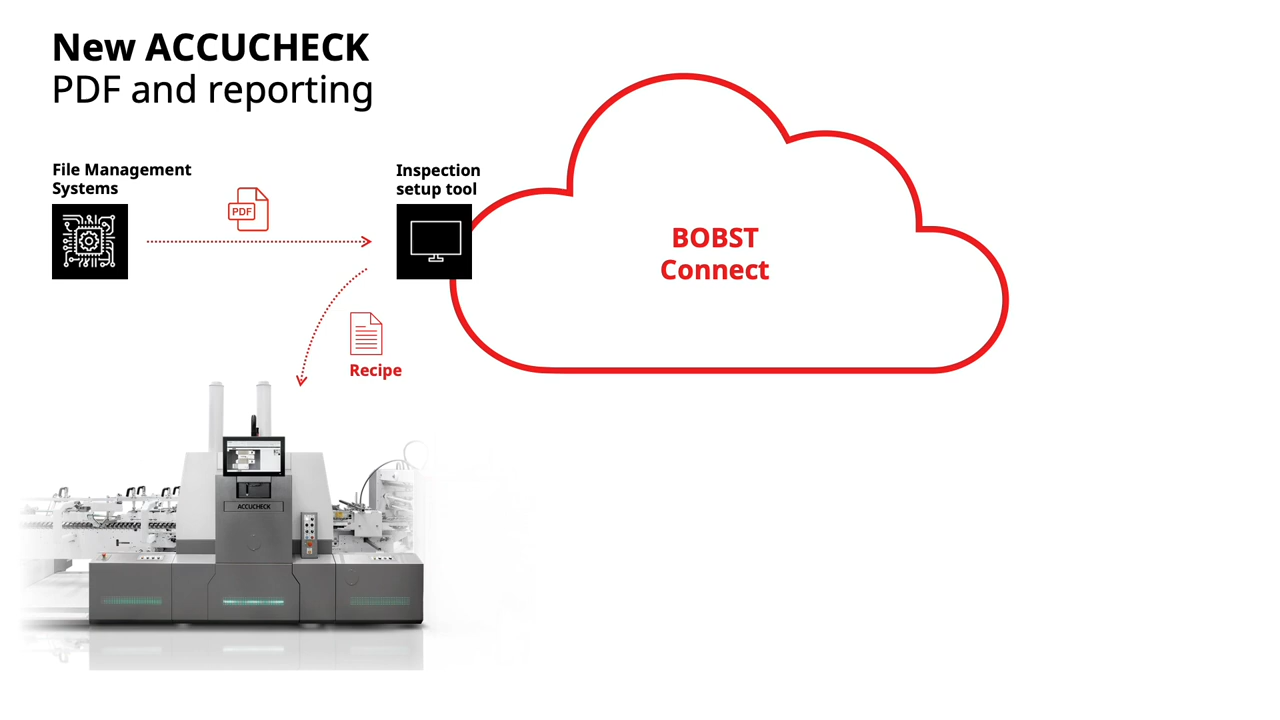 New ACCUCHECK
PDF and reporting
File Management
Systems
PDF
Inspection
setup tool
BOBST
Connect
Recipe
ACCUCHECK